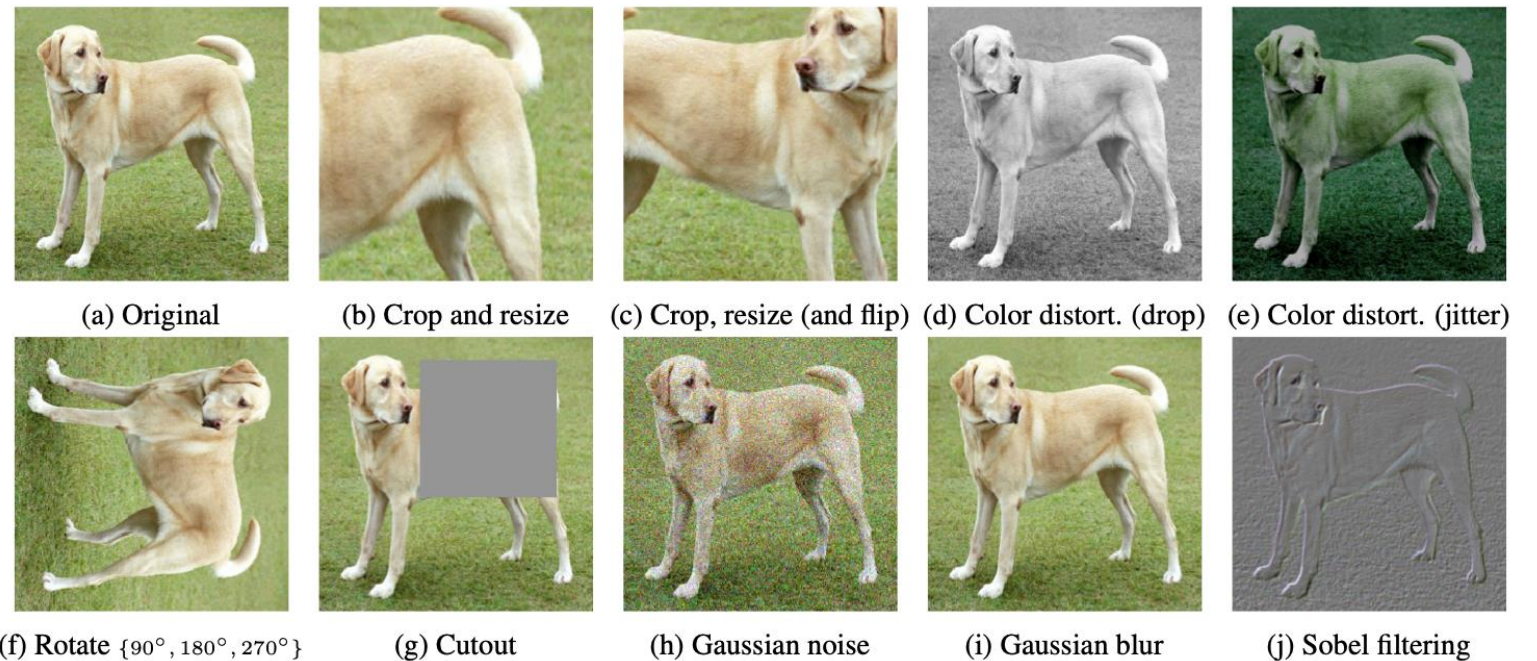 (a) Original
(b) Crop and resize
(c) Crop, resize (and flip)
(d) Color distort. (drop)
(e) Color distort. (jitter)
(f) Rotate {90°, 180°, 270°}
(g) Cutout
(h) Gaussian noise
(i) Gaussian blur
(j) Sobel filtering